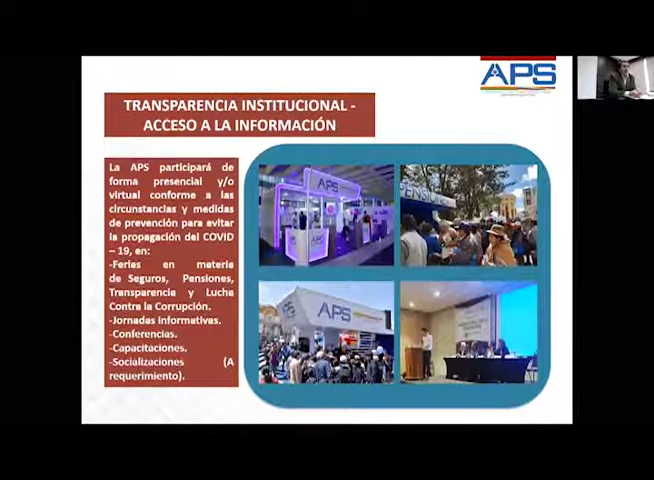 APS
TRANSPARENCIA INSTITUCIONAL -
ACCESO A LA INFORMACIÓN
La APS participará de
forma presencial y/o
virtual conforme a las
circunstancias y medidas
de prevención para evitar
la propagación del COVID
– 19, en:
-Ferias en materia
de Seguros, Pensiones,
Transparencia y Lucha
Contra la Corrupción.
-Jornadas Informativas.
-Conferencias.
-Capacitaciones.
-Socializaciones (A
requerimiento).
APS
APS
APS